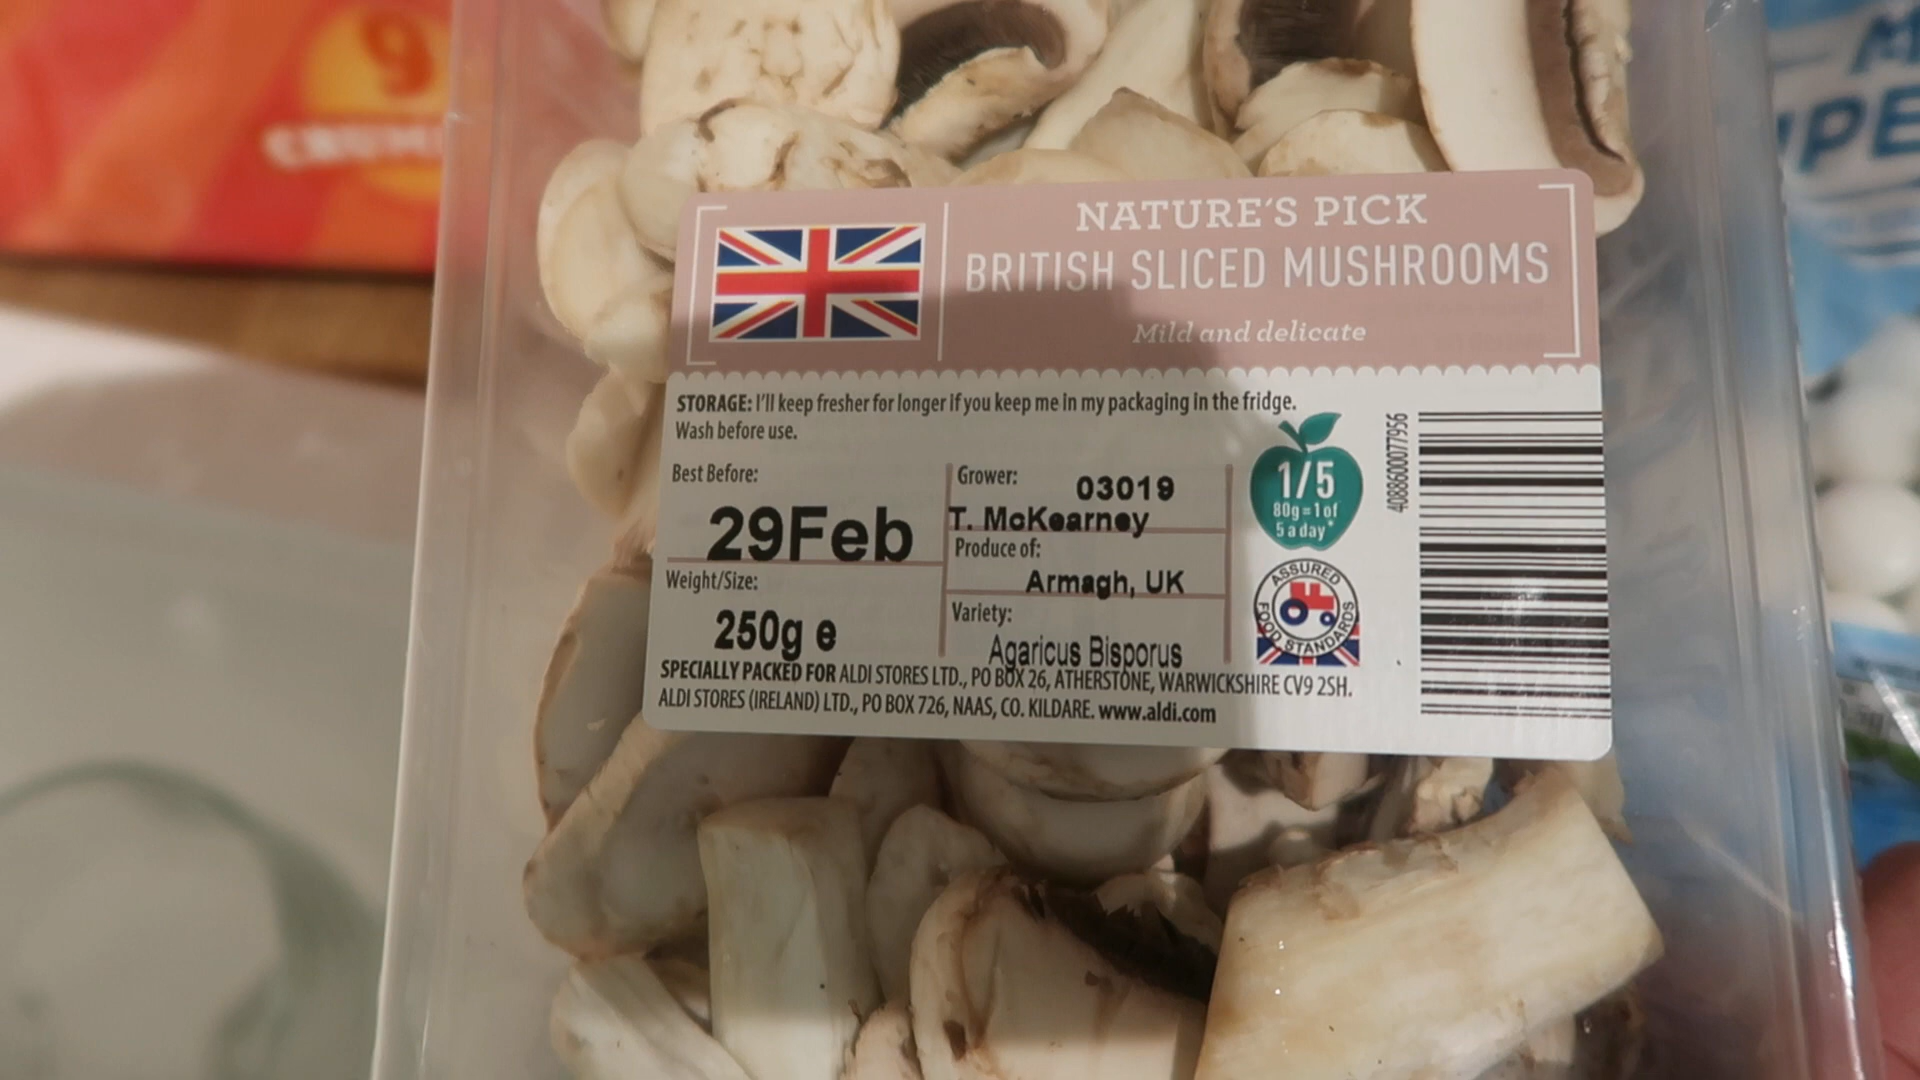 9
NATURE'S PICK
BRITISH SLICED MUSHROOMS
Mild and delicate
STORAGE: I'll keep fresher for longer if you keep me in my packaging in the fridge.
Wash before use.
Best Before:
29Feb
Weight/Size:
250g e
Grower: 03019
T. McKearney
Produce of:
Armagh, UK
Variety:
Agaricus Bisporus
1/5
80g=1of
5 a day*
ASSURED
FOOD STANDARDS
4088600077956
SPECIALLY PACKED FOR ALDI STORES LTD., PO BOX 26, ATHERSTONE, WARWICKSHIRE CV9 2SH.
ALDI STORES (IRELAND) LTD., PO BOX 726, NAAS, CO. KILDARE. www.aldi.com